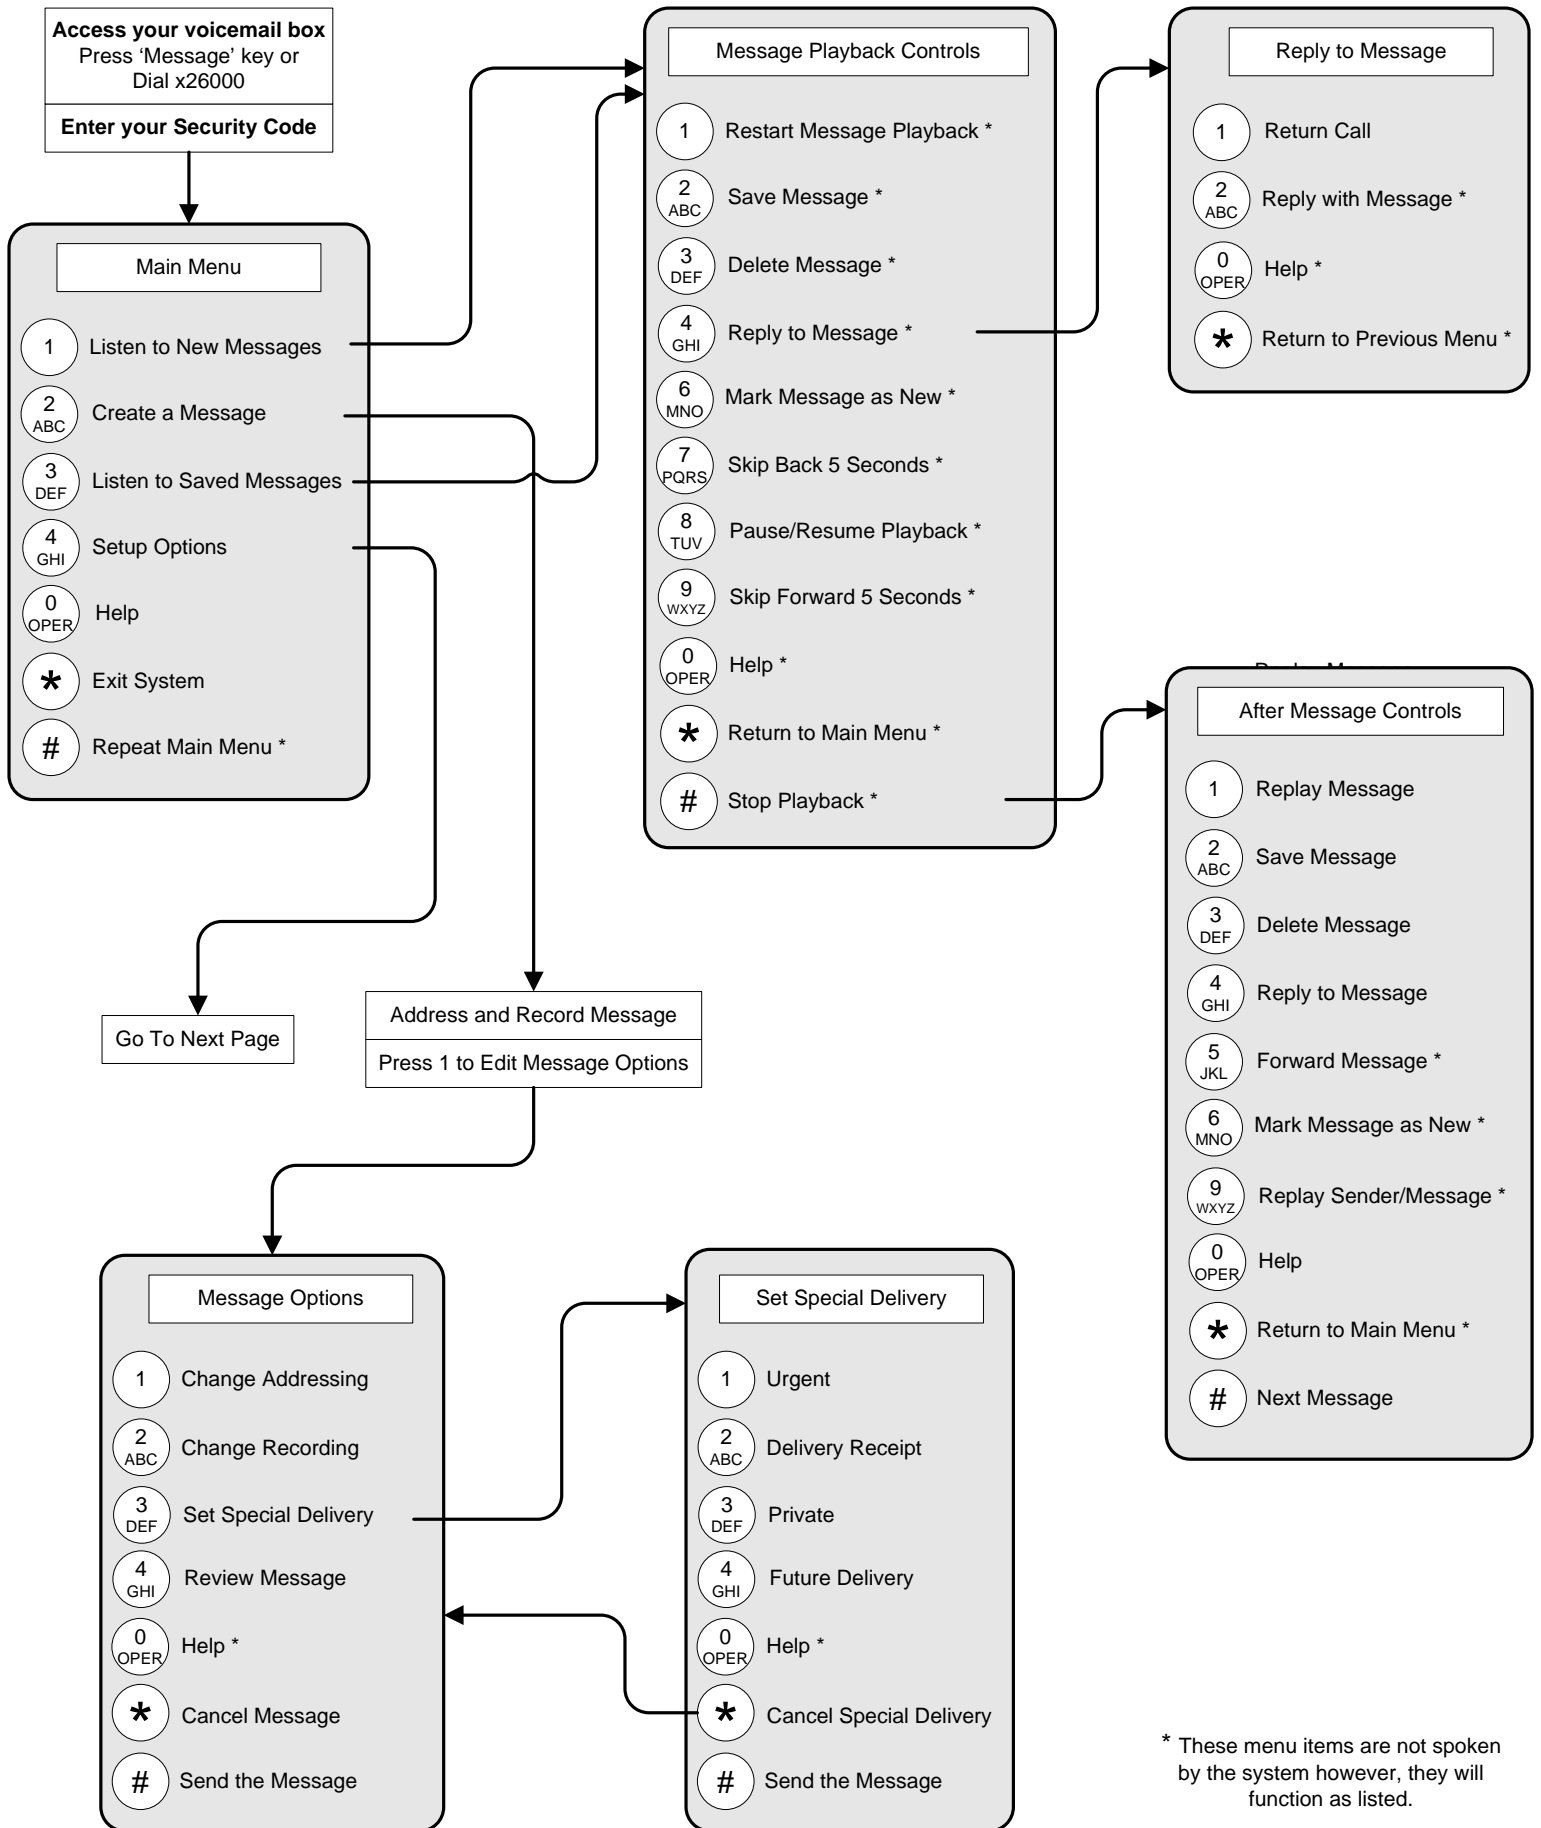 Access your voicemail box
Press ‘Message’ key or
Dial x26000
Enter your Security Code
Main Menu
1 Listen to New Messages
2 ABC Create a Message
3 DEF Listen to Saved Messages
4 GHI Setup Options
0 OPER Help
* Exit System
# Repeat Main Menu *
Message Playback Controls
1 Restart Message Playback *
2 ABC Save Message *
3 DEF Delete Message *
4 GHI Reply to Message *
6 MNO Mark Message as New *
7 PQRS Skip Back 5 Seconds *
8 TUV Pause/Resume Playback *
9 WXYZ Skip Forward 5 Seconds *
0 OPER Help *
* Return to Main Menu *
# Stop Playback *
Reply to Message
1 Return Call
2 ABC Reply with Message *
0 OPER Help *
* Return to Previous Menu *
After Message Controls
1 Replay Message
2 ABC Save Message
3 DEF Delete Message
4 GHI Reply to Message
5 JKL Forward Message *
6 MNO Mark Message as New *
9 WXYZ Replay Sender/Message *
0 OPER Help
* Return to Main Menu *
# Next Message
Go To Next Page
Address and Record Message
Press 1 to Edit Message Options
Message Options
1 Change Addressing
2 ABC Change Recording
3 DEF Set Special Delivery
4 GHI Review Message
0 OPER Help *
* Cancel Message
# Send the Message
Set Special Delivery
1 Urgent
2 ABC Delivery Receipt
3 DEF Private
4 GHI Future Delivery
0 OPER Help *
* Cancel Special Delivery
# Send the Message
* These menu items are not spoken
by the system however, they will
function as listed.